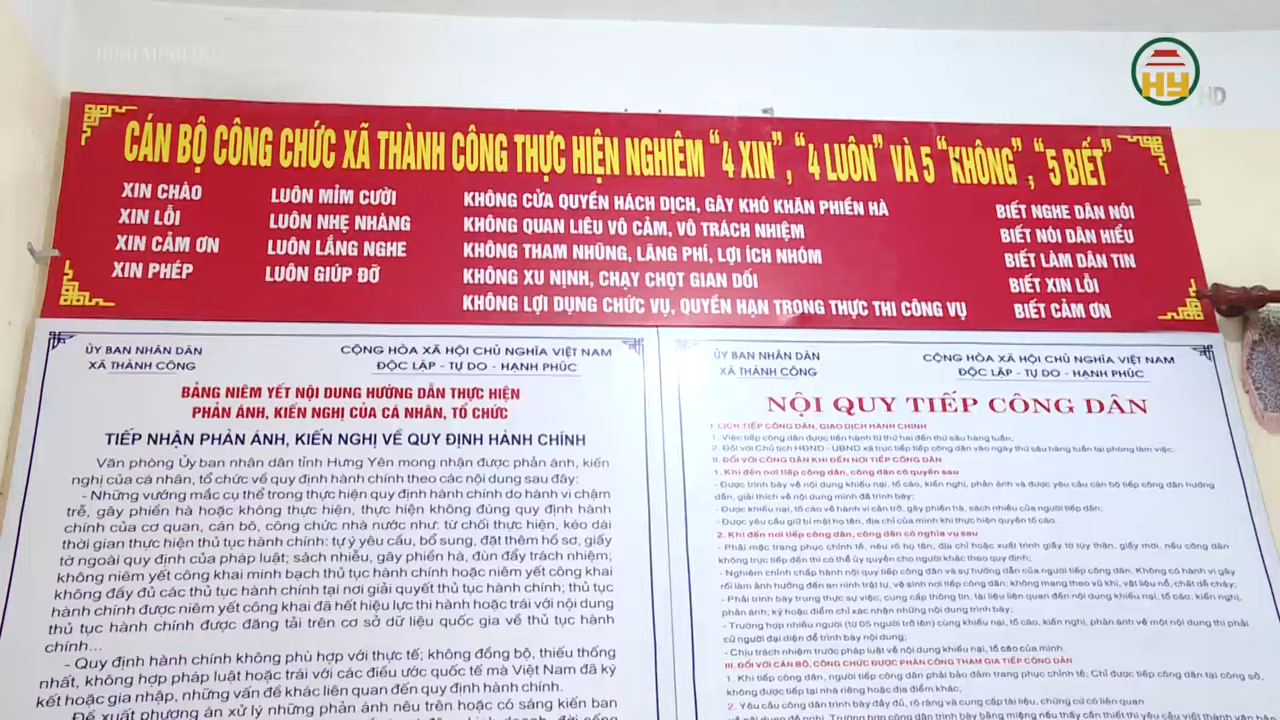 HY HD
CÁN BỘ CÔNG CHỨC XÃ THÀNH CÔNG THỰC HIỆN NGHIÊM "4 XIN", "4 LUÔN" VÀ 5 "KHÔNG", "5 BIẾT"
XIN CHÀO
XIN LỖI
XIN CẢM ƠN
XIN PHÉP
LUÔN MỈM CƯỜI
LUÔN NHẸ NHÀNG
LUÔN LẮNG NGHE
LUÔN GIÚP ĐỠ
KHÔNG CỬA QUYỀN HÁCH DỊCH, GÂY KHÓ KHĂN PHIỀN HÀ
KHÔNG QUAN LIÊU VÔ CẢM, VÔ TRÁCH NHIỆM
KHÔNG THAM NHŨNG, LÃNG PHÍ, LỢI ÍCH NHÓM
KHÔNG XU NỊNH, CHẠY CHỌT GIAN DỐI
KHÔNG LỢI DỤNG CHỨC VỤ, QUYỀN HẠN TRONG THỰC THI CÔNG VỤ
BIẾT NGHE DÂN NÓI
BIẾT NÓI DÂN HIỂU
BIẾT LÀM DÂN TIN
BIẾT XIN LỖI
BIẾT CẢM ƠN
ỦY BAN NHÂN DÂN
XÃ THÀNH CÔNG
CỘNG HÒA XÃ HỘI CHỦ NGHĨA VIỆT NAM
ĐỘC LẬP - TỰ DO - HẠNH PHÚC
BẢNG NIÊM YẾT NỘI DUNG HƯỚNG DẪN THỰC HIỆN
PHẢN ÁNH, KIẾN NGHỊ CỦA CÁ NHÂN, TỔ CHỨC
TIẾP NHẬN PHẢN ÁNH, KIẾN NGHỊ VỀ QUY ĐỊNH HÀNH CHÍNH
Văn phòng Ủy ban nhân dân tỉnh Hưng Yên mong nhận được phản ánh, kiến
nghị của cá nhân, tổ chức về quy định hành chính theo các nội dung sau đây:
- Những vướng mắc cụ thể trong thực hiện quy định hành chính do hành vi chậm
trễ, gây phiền hà hoặc không thực hiện, thực hiện không đúng quy định hành
chính của cơ quan, cán bộ, công chức nhà nước như: từ chối thực hiện, kéo dài
thời gian thực hiện thủ tục hành chính; tự ý yêu cầu, bổ sung, đặt thêm hồ sơ, giấy
tờ ngoài quy định của pháp luật; sách nhiễu, gây phiền hà, đùn đẩy trách nhiệm;
không niêm yết công khai minh bạch thủ tục hành chính hoặc niêm yết công khai
không đầy đủ các thủ tục hành chính tại nơi giải quyết thủ tục hành chính; thủ tục
hành chính được niêm yết công khai đã hết hiệu lực thi hành hoặc trái với nội dung
thủ tục hành chính được đăng tải trên cơ sở dữ liệu quốc gia về thủ tục hành
chính...
- Quy định hành chính không phù hợp với thực tế; không đồng bộ, thiếu thống
nhất, không hợp pháp luật hoặc trái với các điều ước quốc tế mà Việt Nam đã ký
kết hoặc gia nhập, những vấn đề khác liên quan đến quy định hành chính.
Đề xuất phương án xử lý những phản ánh nêu trên hoặc có sáng kiến ban
ỦY BAN NHÂN DÂN
XÃ THÀNH CÔNG
CỘNG HÒA XÃ HỘI CHỦ NGHĨA VIỆT NAM
ĐỘC LẬP - TỰ DO - HẠNH PHÚC
NỘI QUY TIẾP CÔNG DÂN
I. LỊCH TIẾP CÔNG DÂN, GIAO DỊCH HÀNH CHÍNH
1. Việc tiếp công dân được tiến hành từ thứ hai đến thứ sáu hàng tuần.
2. Đối với Chủ tịch HĐND - UBND xã trực tiếp tiếp công dân vào ngày thứ sáu hàng tuần tại phòng làm việc.
II. ĐỐI VỚI CÔNG DÂN KHI ĐẾN NƠI TIẾP CÔNG DÂN
1. Khi đến nơi tiếp công dân, công dân có quyền sau
- Được trình bày về nội dung khiếu nại, tố cáo, kiến nghị, phản ánh và được yêu cầu cán bộ tiếp công dân hướng
dẫn, giải thích về nội dung mình đã trình bày;
- Được khiếu nại, tố cáo về hành vi cản trở, gây phiền hà, sách nhiễu của người tiếp dân;
- Được yêu cầu giữ bí mật họ tên, địa chỉ của mình khi thực hiện quyền tố cáo.
2. Khi đến nơi tiếp công dân, công dân có nghĩa vụ sau
- Phải mặc trang phục chỉnh tề, nêu rõ họ tên, địa chỉ hoặc xuất trình giấy tờ tùy thân, giấy mời, nếu công dân
không trực tiếp đến thì có thể ủy quyền cho người khác theo quy định;
- Nghiêm chỉnh chấp hành nội quy tiếp công dân và sự hướng dẫn của người tiếp công dân. Không có hành vi gây
rối làm ảnh hưởng đến an ninh trật tự, vệ sinh nơi tiếp công dân; không mang theo vũ khí, vật liệu nổ, chất dễ cháy;
- Phải trình bày trung thực sự việc, cung cấp thông tin, tài liệu liên quan đến nội dung khiếu nại, tố cáo, kiến nghị,
phản ánh; ký hoặc điểm chỉ xác nhận những nội dung trình bày;
- Trường hợp nhiều người (từ 05 người trở lên) cùng khiếu nại, tố cáo, kiến nghị, phản ánh về một nội dung thì phải
cử người đại diện để trình bày nội dung;
- Chịu trách nhiệm trước pháp luật về nội dung khiếu nại, tố cáo của mình.
III. ĐỐI VỚI CÁN BỘ, CÔNG CHỨC ĐƯỢC PHÂN CÔNG THAM GIA TIẾP CÔNG DÂN
1. Khi tiếp công dân, người tiếp công dân phải bảo đảm trang phục chỉnh tề; Chỉ được tiếp công dân tại công sở,
không được tiếp tại nhà riêng hoặc địa điểm khác;
2. Yêu cầu công dân trình bày đầy đủ, rõ ràng và cung cấp tài liệu, chứng cứ có liên quan